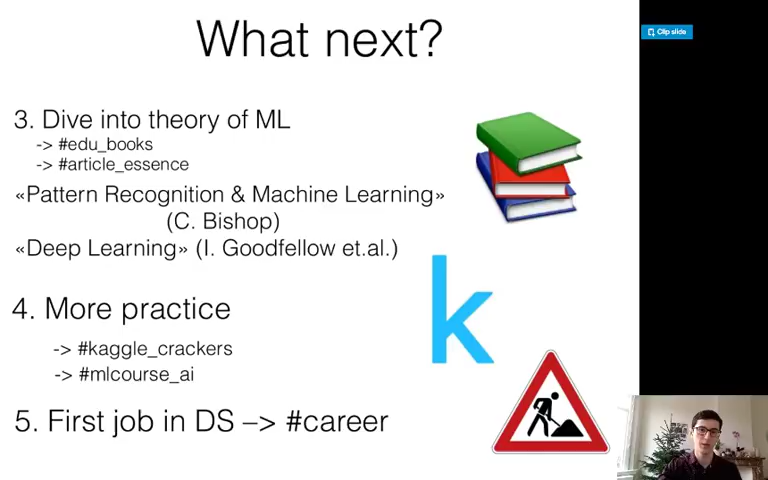 What next?
3. Dive into theory of ML
-> #edu_books
-> #article_essence
«Pattern Recognition & Machine Learning»
(C. Bishop)
«Deep Learning» (I. Goodfellow et.al.)
4. More practice
-> #kaggle_crackers
-> #mlcourse_ai
5. First job in DS –> #career
k
Clip slide